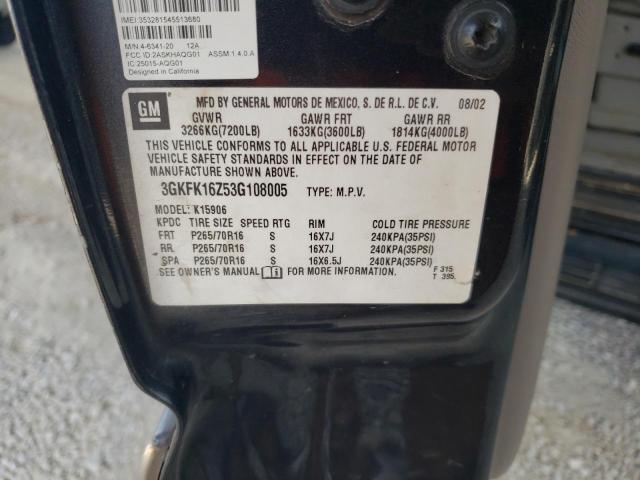 IMEI:353281545513680
M/N:4-6341-20 12A
FCC ID:2ASKHAQG01 ASSM:1.4.0.A
IC:25015-AQG01
Designed in California
GM
MFD BY GENERAL MOTORS DE MEXICO, S. DE R.L. DE C.V. 08/02
GVWR GAWR FRT GAWR RR
3266KG(7200LB) 1633KG(3600LB) 1814KG(4000LB)
THIS VEHICLE CONFORMS TO ALL APPLICABLE U.S. FEDERAL MOTOR
VEHICLE SAFETY STANDARDS IN EFFECT ON THE DATE OF
MANUFACTURE SHOWN ABOVE.
3GKFK16Z53G108005 TYPE: M.P.V.
MODEL: K15906
KPDC TIRE SIZE SPEED RTG RIM COLD TIRE PRESSURE
FRT P265/70R16 S 16X7J 240KPA(35PSI)
RR. P265/70R16 S 16X7J 240KPA(35PSI)
SPA P265/70R16 S 16X6.5J 240KPA(35PSI)
SEE OWNER'S MANUAL FOR MORE INFORMATION.
F 315
T 395